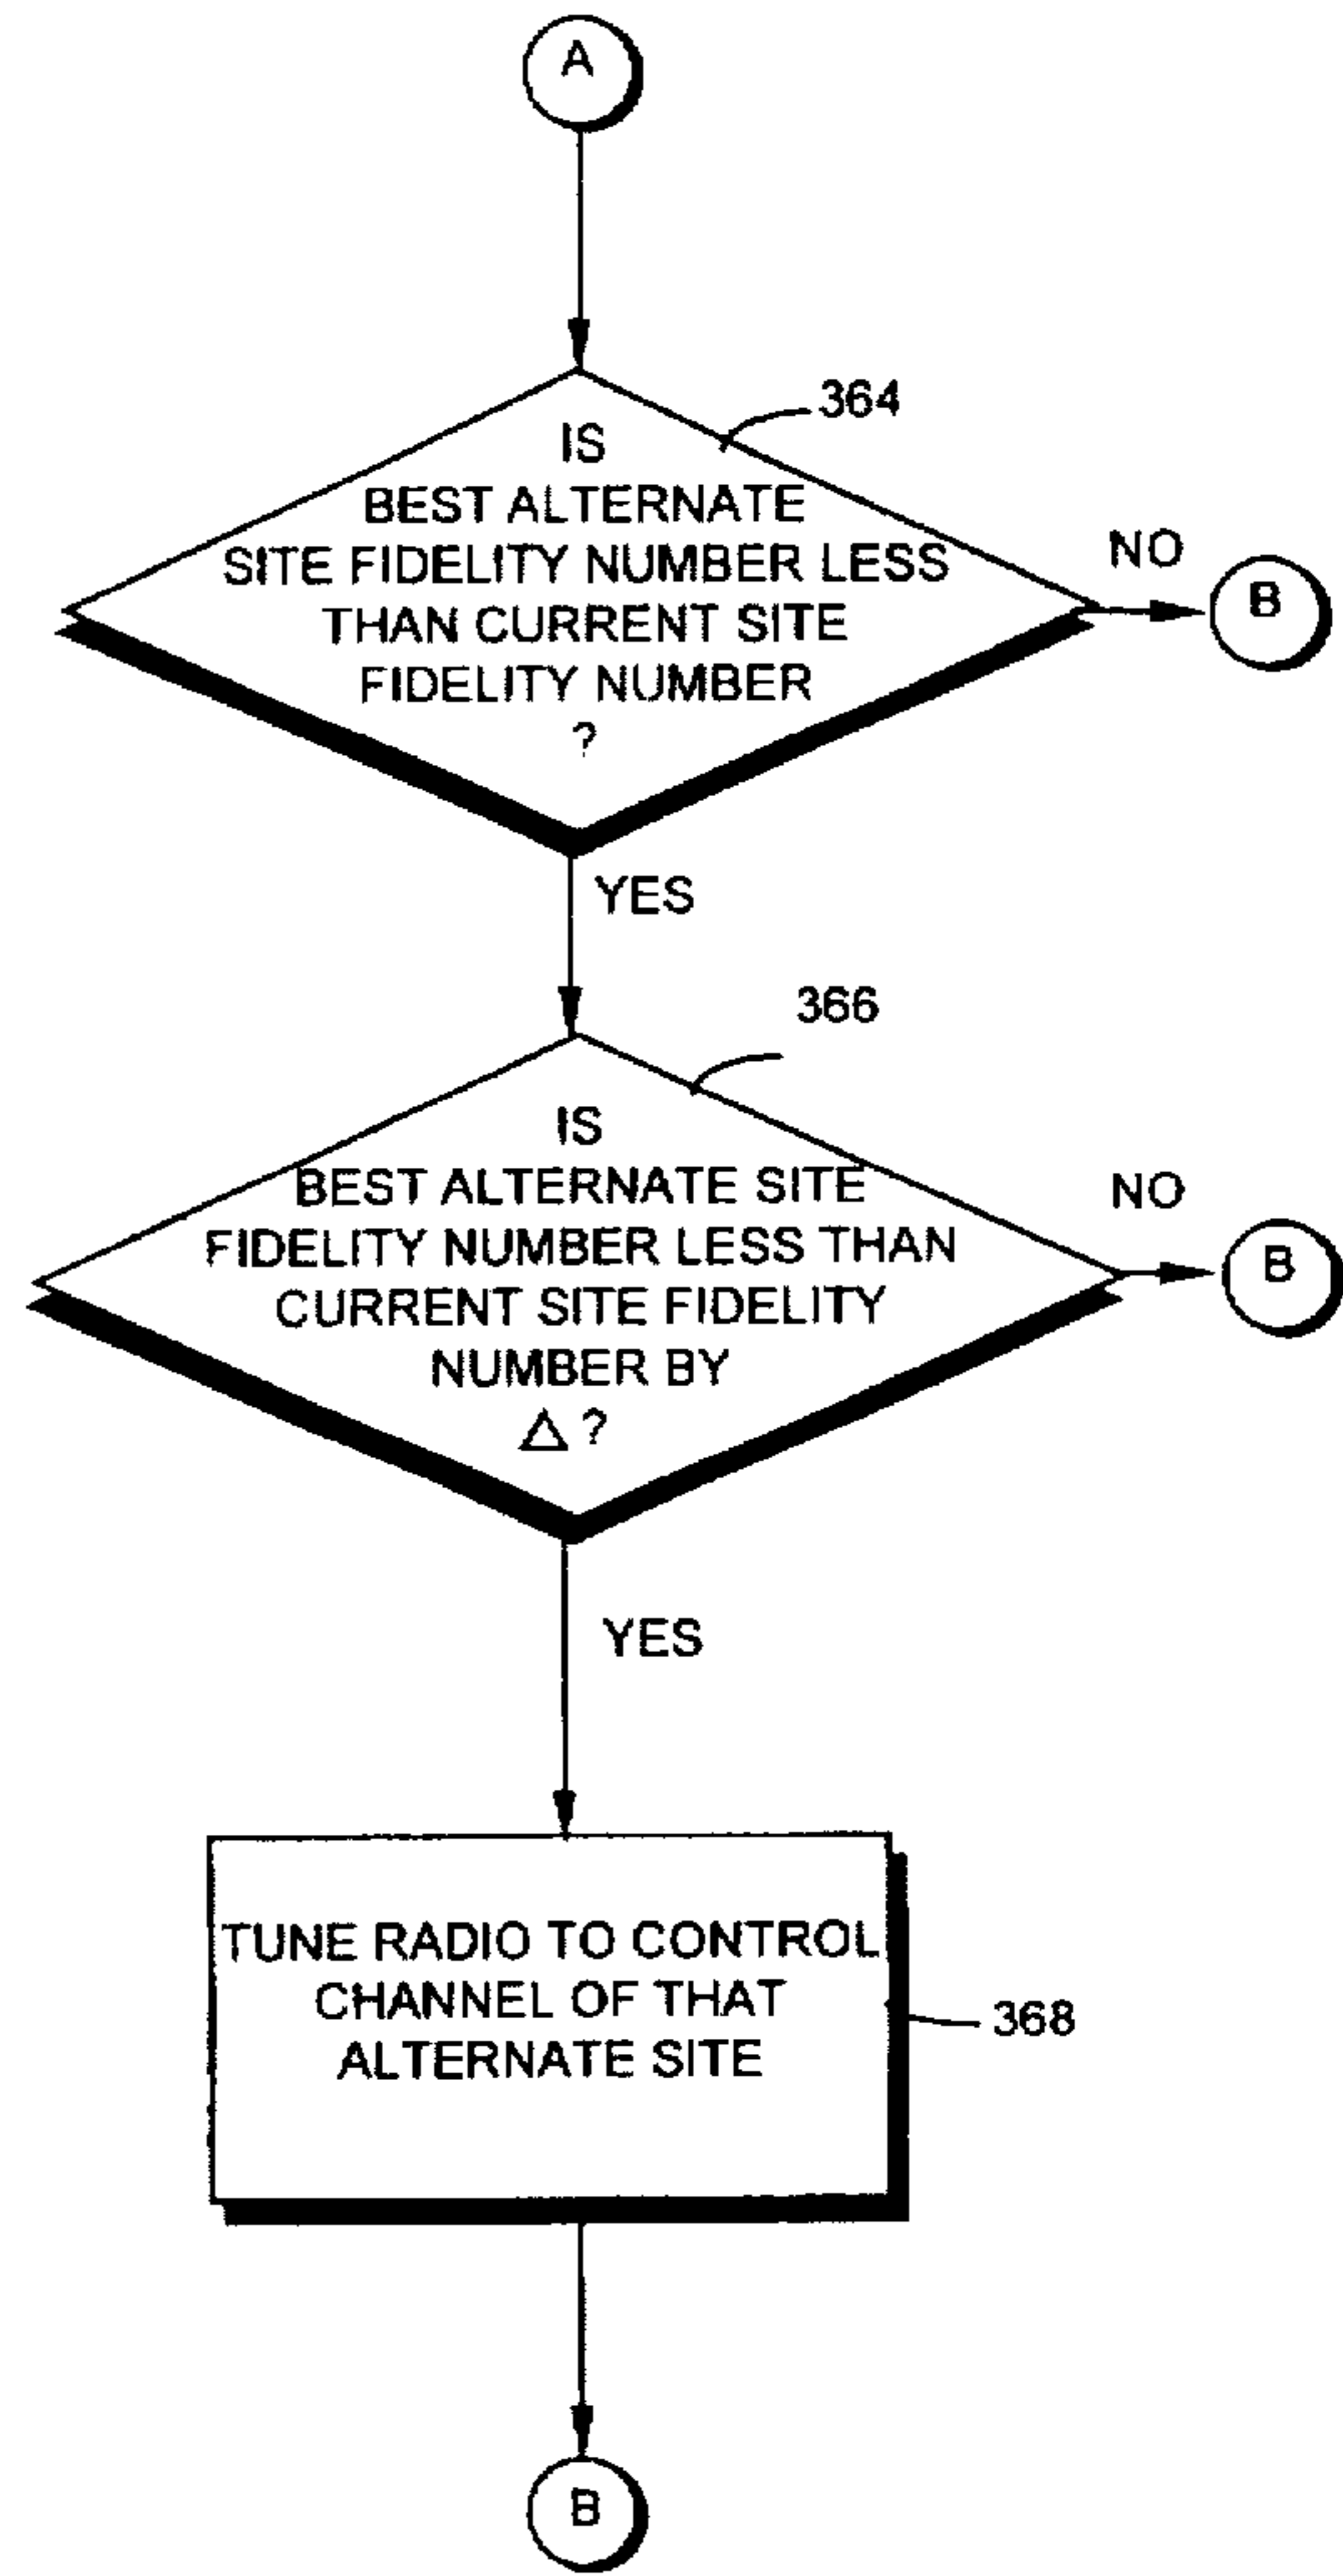 A
364
IS
BEST ALTERNATE
SITE FIDELITY NUMBER LESS
THAN CURRENT SITE
FIDELITY NUMBER
?
NO
B
YES
366
IS
BEST ALTERNATE SITE
FIDELITY NUMBER LESS THAN
CURRENT SITE FIDELITY
NUMBER BY
△ ?
NO
B
YES
TUNE RADIO TO CONTROL
CHANNEL OF THAT
ALTERNATE SITE
368
B